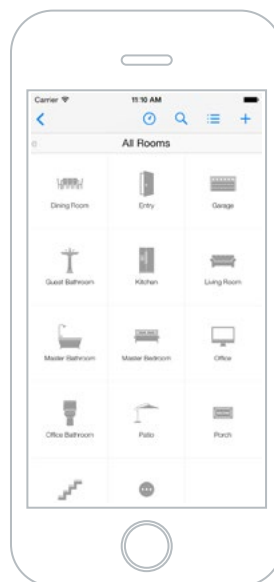 Carrier 11:10 AM
All Rooms
Dining Room Entry Garage
Guest Bathroom Kitchen Living Room
Master Bathroom Master Bedroom Office
Office Bathroom Patio Porch